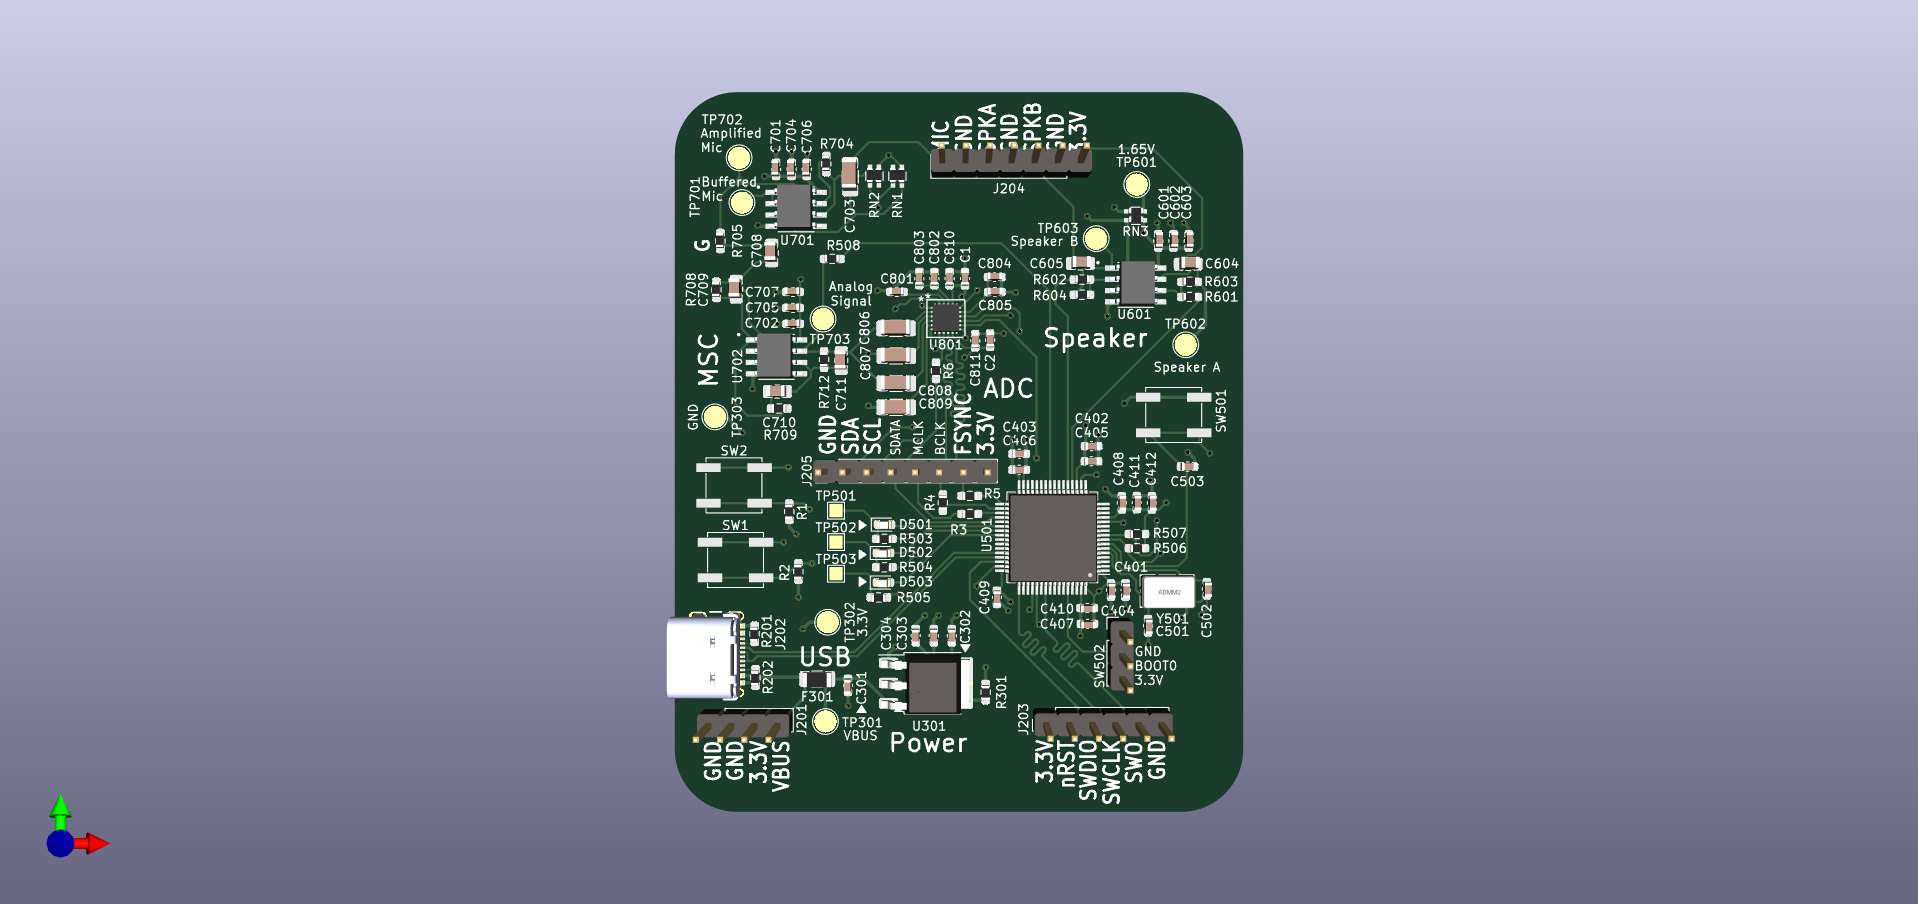 TP702
Amplified
Mic
C701
C704
C706
R704
MIC
GND
SPKA
GND
SPKB
GND
3.3V
J204
1.65V
TP601
TP701
Buffered
Mic
U701
C703
RN2
RN1
C601
C602
C603
RN3
TP603
Speaker B
G
R705
C708
R508
C803
C802
C810
C1
C804
C801
C805
C605
R602
R604
U601
C604
R603
R601
R708
C709
C707
C705
C702
Analog
Signal
TP703
C806
C807
**
U801
C811
C2
R6
Speaker
TP602
Speaker A
MSC
U702
R712
C711
C808
C809
ADC
C710
R709
GND
TP303
GND
SDA
SCL
SDATA
MCLK
BCLK
FSYNC
3.3V
C403
C406
C402
C405
SW501
SW2
J205
C408
C411
C412
C503
R1
TP501
TP502
TP503
D501
R503
D502
R504
D503
R505
R4
R5
R3
U501
R507
R506
SW1
R2
C401
ABMM2
C409
C410
C407
C404
Y501
C501
C502
R201
J202
R202
TP302
3.3V
USB
C304
C303
C302
SW502
GND
BOOT0
3.3V
F301
C301
U301
R301
J201
TP301
VBUS
Power
J203
GND
GND
3.3V
VBUS
3.3V
nRST
SWDIO
SWCLK
SWO
GND